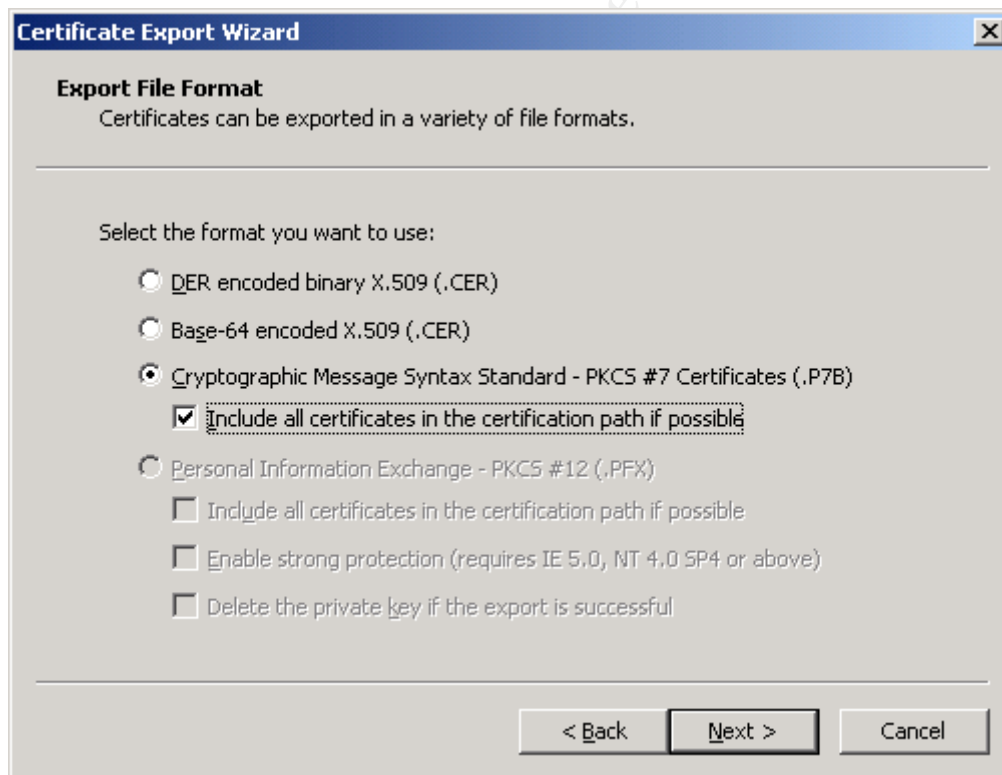 Certificate Export Wizard
Export File Format
Certificates can be exported in a variety of file formats.
Select the format you want to use:
DER encoded binary X.509 (.CER)
Base-64 encoded X.509 (.CER)
Cryptographic Message Syntax Standard - PKCS #7 Certificates (.P7B)
Include all certificates in the certification path if possible
Personal Information Exchange - PKCS #12 (.PFX)
Include all certificates in the certification path if possible
Enable strong protection (requires IE 5.0, NT 4.0 SP4 or above)
Delete the private key if the export is successful
< Back
Next >
Cancel